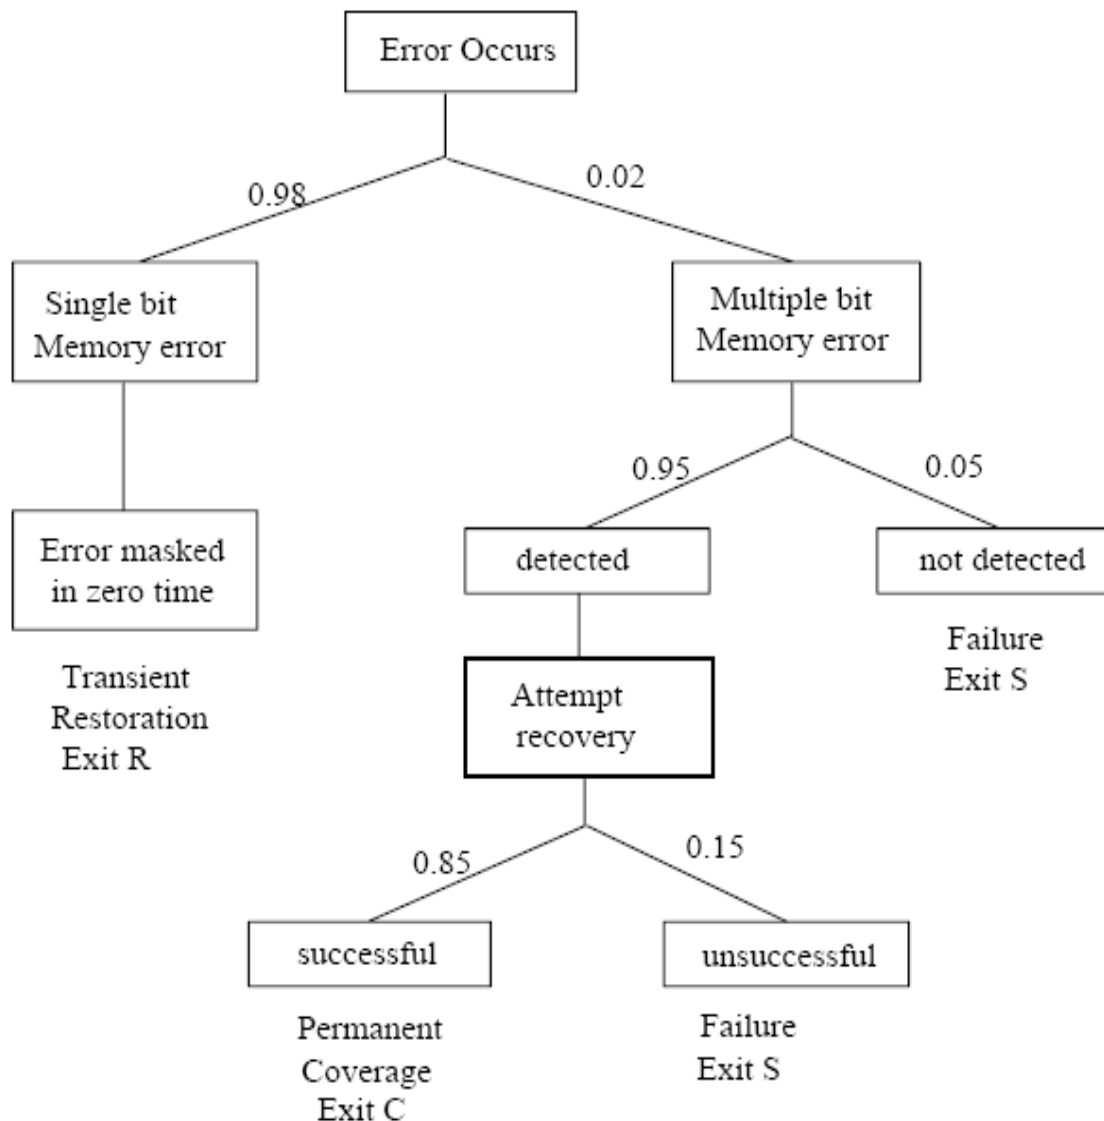 Error Occurs
0.98
0.02
Single bit
Memory error
Multiple bit
Memory error
0.95
0.05
Error masked
in zero time
detected
not detected
Transient
Restoration
Exit R
Failure
Exit S
Attempt
recovery
0.85
0.15
successful
unsuccessful
Permanent
Coverage
Exit C
Failure
Exit S